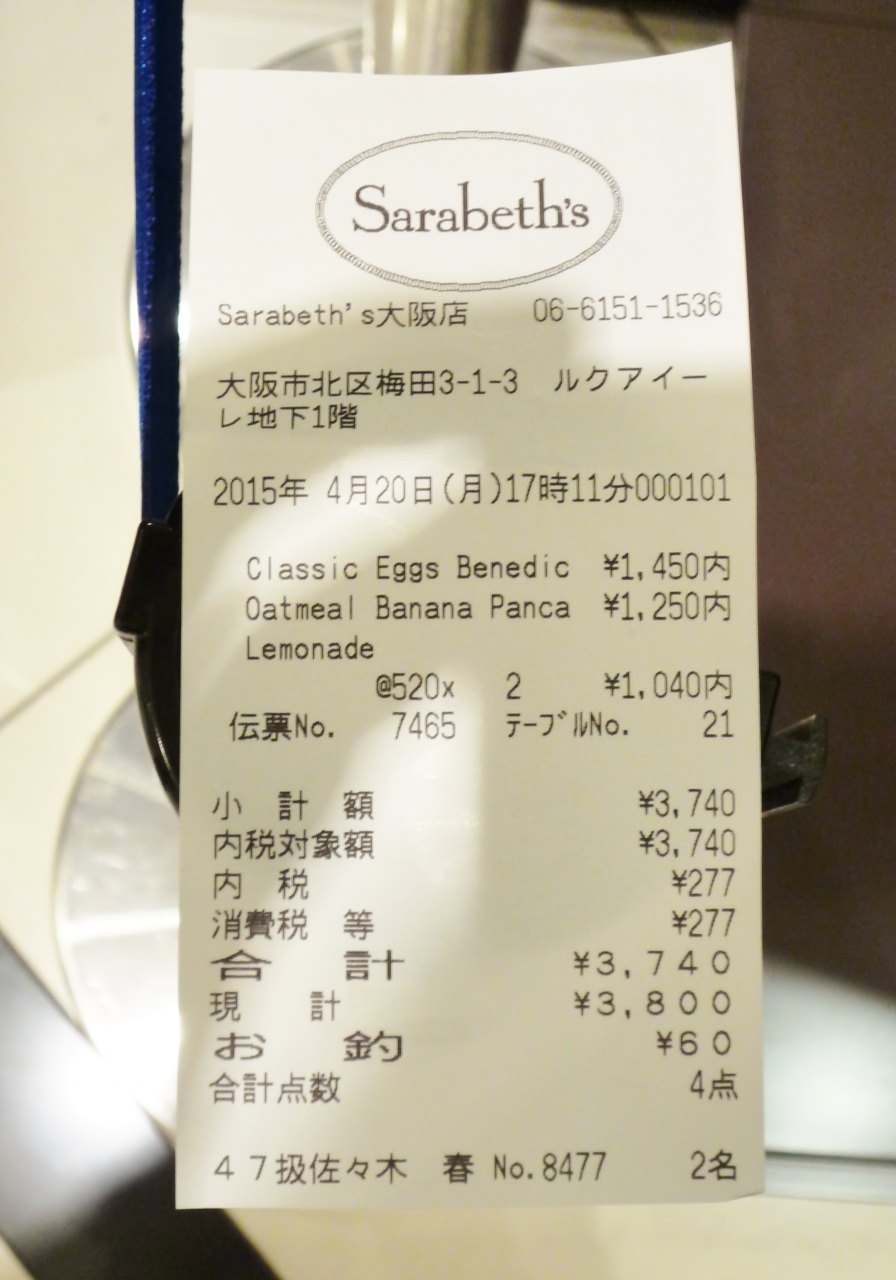 Sarabeth's
Sarabeth's大阪店 06-6151-1536
大阪市北区梅田3-1-3 ルクアイー
レ地下1階
2015年 4月20日(月)17時11分000101
Classic Eggs Benedic ¥1,450内
Oatmeal Banana Panca ¥1,250内
Lemonade
@520x 2 ¥1,040内
伝票No. 7465 テーブルNo. 21
小 計 額 ¥3,740
内税対象額 ¥3,740
内 税 ¥277
消費税 等 ¥277
合 計 ¥3,740
現 計 ¥3,800
お 釣 ¥60
合計点数 4点
47扱佐々木 春 No.8477 2名